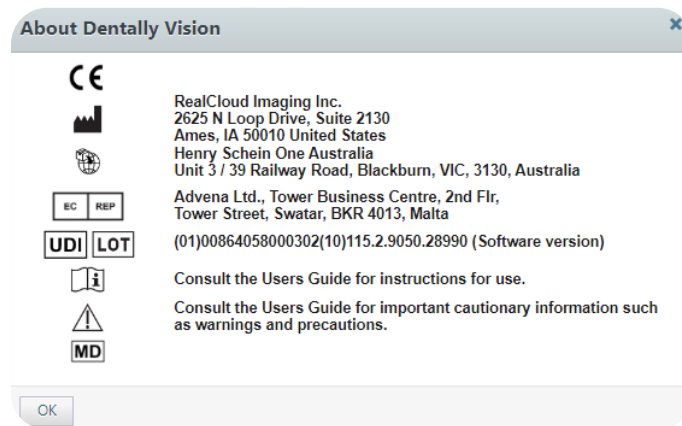 About Dentally Vision
CE
RealCloud Imaging Inc.
2625 N Loop Drive, Suite 2130
Ames, IA 50010 United States
Henry Schein One Australia
Unit 3 / 39 Railway Road, Blackburn, VIC, 3130, Australia
EC REP
Advena Ltd., Tower Business Centre, 2nd Flr,
Tower Street, Swatar, BKR 4013, Malta
UDI LOT (01)00864058000302(10)115.2.9050.28990 (Software version)
Consult the Users Guide for instructions for use.
Consult the Users Guide for important cautionary information such
as warnings and precautions.
MD
OK